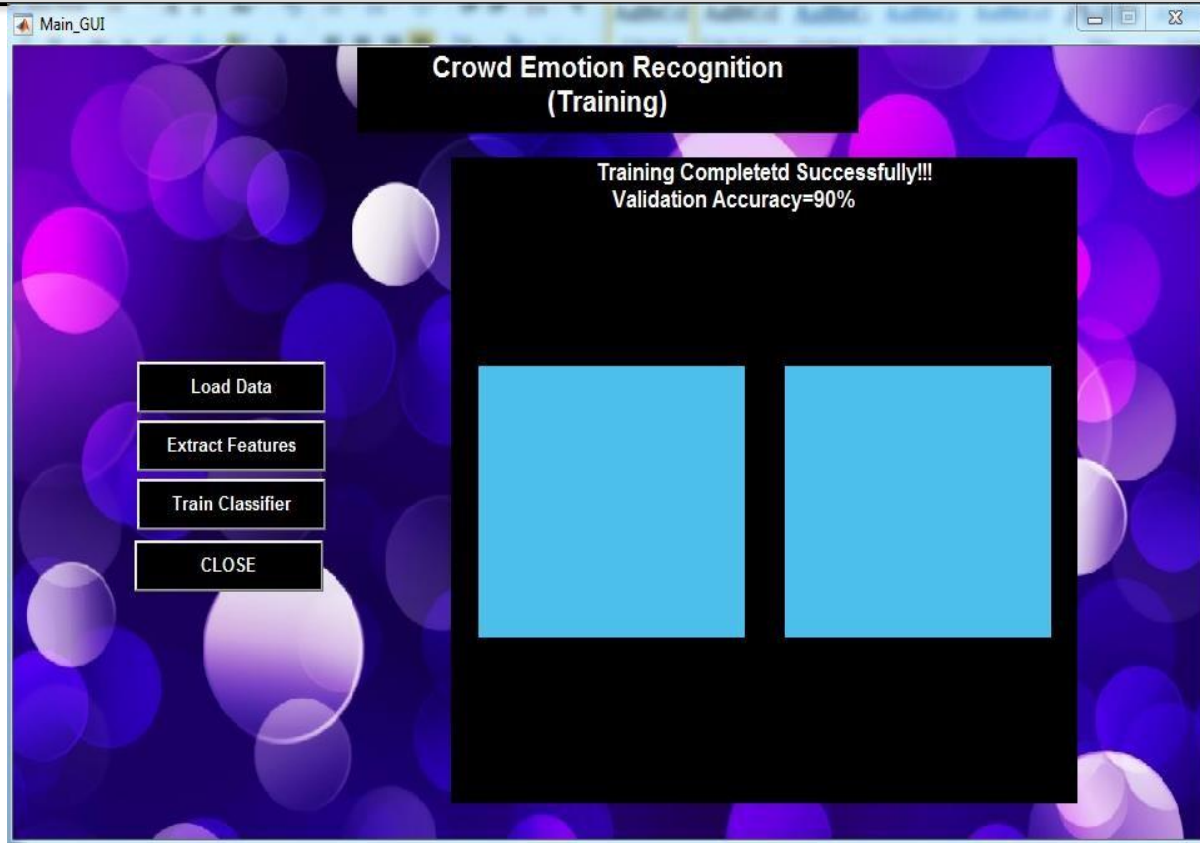 Main_GUI
Crowd Emotion Recognition
(Training)
Training Completetd Successfully!!!
Validation Accuracy=90%
Load Data
Extract Features
Train Classifier
CLOSE